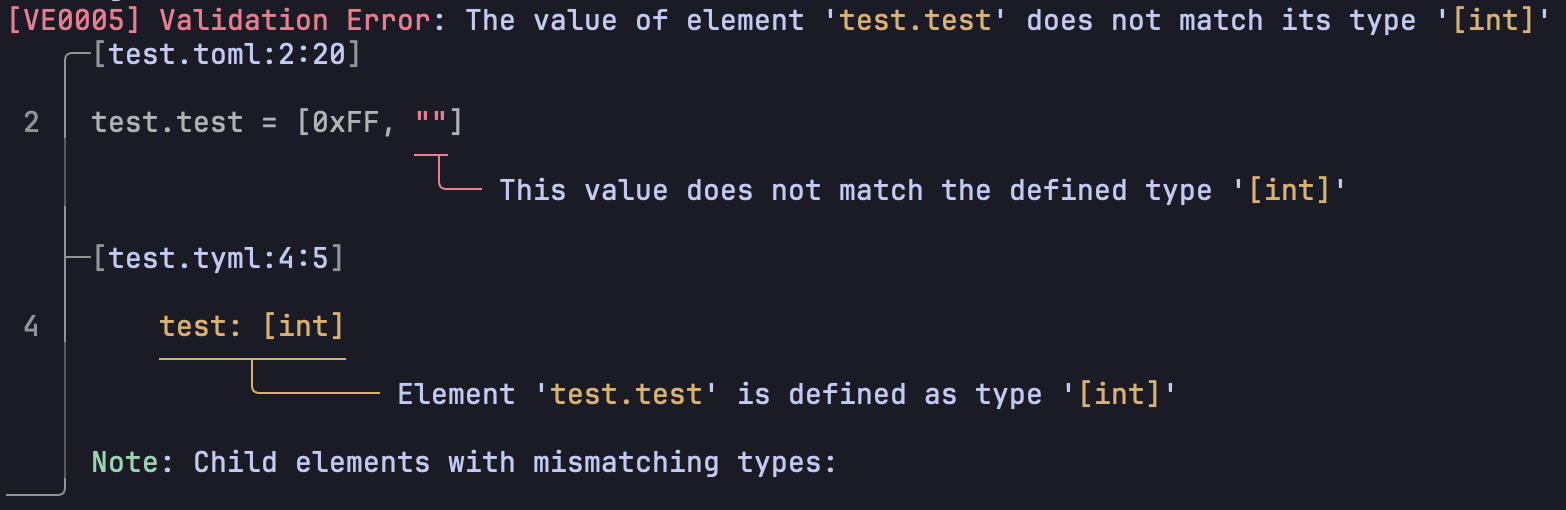 [VE0005] Validation Error: The value of element 'test.test' does not match its type '[int]'
[test.toml:2:20]
2 test.test = [0xFF, ""]
This value does not match the defined type '[int]'
[test.tyml:4:5]
4 test: [int]
Element 'test.test' is defined as type '[int]'
Note: Child elements with mismatching types: